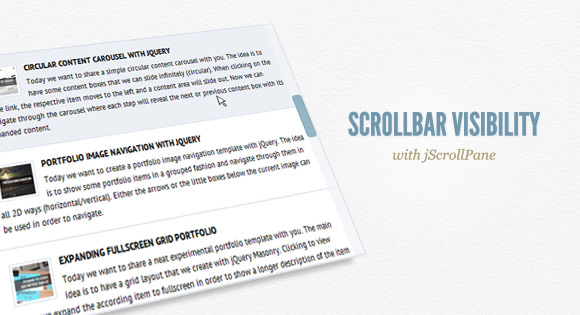 CIRCULAR CONTENT CAROUSEL WITH JQUERY
Today we want to share a simple circular content carousel with you. The idea is to
have some content boxes that we can slide infinitely (circular). When clicking on the
e link, the respective item moves to the left and a content area will slide out. Now we can
vigate through the carousel where each step will reveal the next or previous content box with its
panded content.
PORTFOLIO IMAGE NAVIGATION WITH JQUERY
Today we want to create a portfolio image navigation template with jQuery. The idea
is to show some portfolio items in a grouped fashion and navigate through them in
all 2D ways (horizontal/vertical). Either the arrows or the little boxes below the current image can
be used in order to navigate.
EXPANDING FULLSCREEN GRID PORTFOLIO
Today we want to share a neat experimental portfolio template with you. The main
idea is to have a grid layout that we create with jQuery Masonry. Clicking to view
expand the according item to fullscreen in order to show a longer description of the item
SCROLLBAR VISIBILITY
with jScrollPane